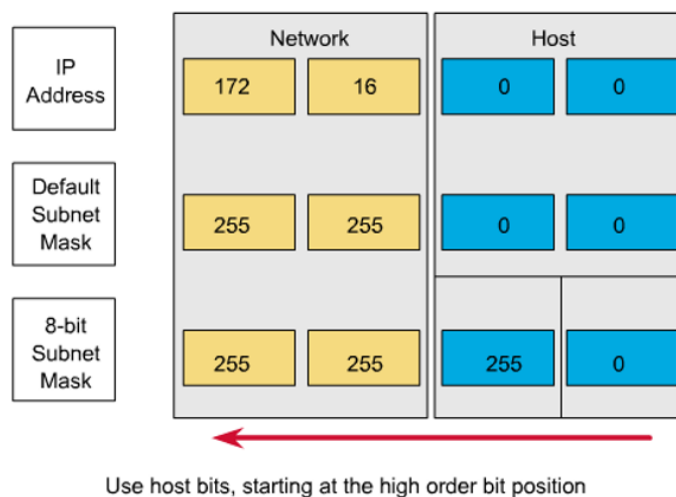 Network Host
IP
Address
172 16 0 0
Default
Subnet
Mask
255 255 0 0
8-bit
Subnet
Mask
255 255 255 0
Use host bits, starting at the high order bit position